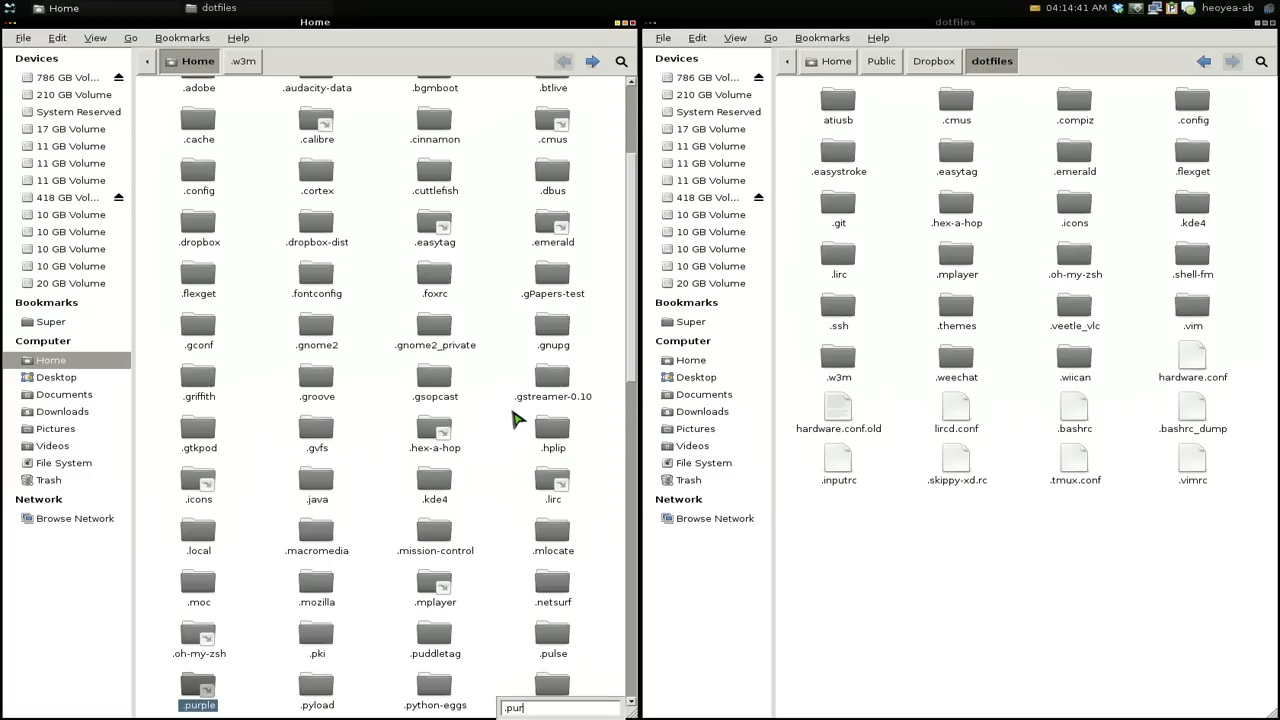 Home
dotfiles
04:14:41
heoyea-ab
Home
File Edit View Go Bookmarks Help
Devices
786 GB Vol...
210 GB Volume
System Reserved
17 GB Volume
11 GB Volume
11 GB Volume
11 GB Volume
418 GB Vol...
10 GB Volume
10 GB Volume
10 GB Volume
10 GB Volume
20 GB Volume
Bookmarks
Super
Computer
Home
Desktop
Documents
Downloads
Pictures
Videos
File System
Trash
Network
Browse Network
Home .w3m
.adobe .audacity-data .bgmboot .btlive
.cache .calibre .cinnamon .cmus
.config .cortex .cuttlefish .dbus
.dropbox .dropbox-dist .easytag .emerald
.flexget .fontconfig .foxrc .gPapers-test
.gconf .gnome2 .gnome2_private .gnupg
.griffith .groove .gsopcast .gstreamer-0.10
.gtkpod .gvfs .hex-a-hop .hplip
.icons .java .kde4 .lirc
.local .macromedia .mission-control .mlocate
.moc .mozilla .mplayer .netsurf
.oh-my-zsh .pki .puddletag .pulse
.purple .pyload .python-eggs
.pur
dotfiles
File Edit View Go Bookmarks Help
Devices
786 GB Vol...
210 GB Volume
System Reserved
17 GB Volume
11 GB Volume
11 GB Volume
11 GB Volume
418 GB Vol...
10 GB Volume
10 GB Volume
10 GB Volume
10 GB Volume
20 GB Volume
Bookmarks
Super
Computer
Home
Desktop
Documents
Downloads
Pictures
Videos
File System
Trash
Network
Browse Network
Home Public Dropbox dotfiles
atiusb .cmus .compiz .config
.easystroke .easytag .emerald .flexget
.git .hex-a-hop .icons .kde4
.lirc .mplayer .oh-my-zsh .shell-fm
.ssh .themes .veetle_vlc .vim
.w3m .weechat .wiican hardware.conf
hardware.conf.old lircd.conf .bashrc .bashrc_dump
.inputrc .skippy-xd.rc .tmux.conf .vimrc